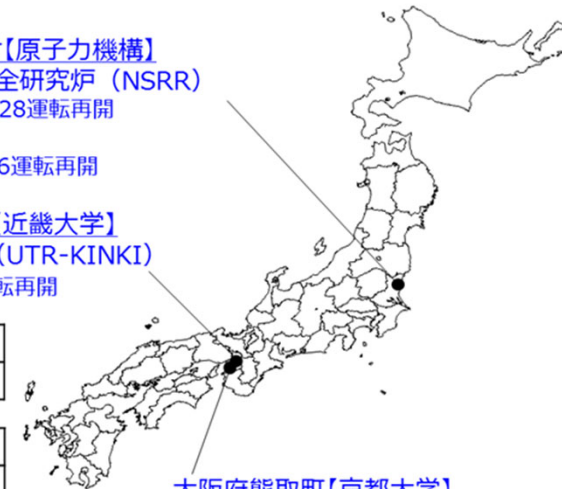 【原子力機構】
全研究炉（NSRR）
28運転再開
6運転再開
【近畿大学】
（UTR-KINKI）
転再開
大阪府熊取町【京都大学】